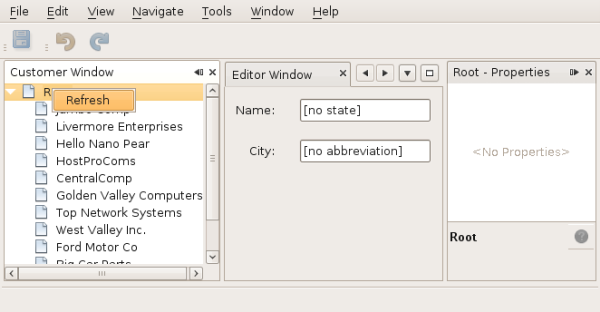 File Edit View Navigate Tools Window Help
Customer Window
Refresh
Jumbo Comp
Livermore Enterprises
Hello Nano Pear
HostProComs
CentralComp
Golden Valley Computers
Top Network Systems
West Valley Inc.
Ford Motor Co
Big Car Parts
Editor Window
Name: [no state]
City: [no abbreviation]
Root - Properties
<No Properties>
Root